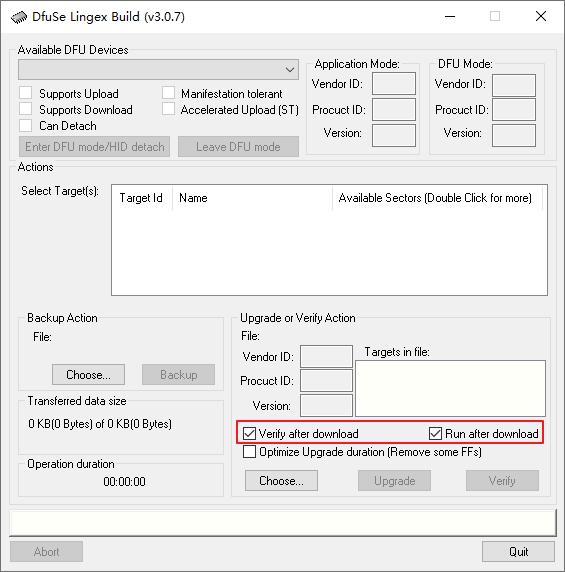 DfuSe Lingex Build (v3.0.7)
Available DFU Devices
Supports Upload
Manifestation tolerant
Supports Download
Accelerated Upload (ST)
Can Detach
Enter DFU mode/HID detach
Leave DFU mode
Application Mode:
Vendor ID:
Procuct ID:
Version:
DFU Mode:
Vendor ID:
Procuct ID:
Version:
Actions
Select Target(s):
Target Id
Name
Available Sectors (Double Click for more)
Backup Action
File:
Choose...
Backup
Transferred data size
0 KB(0 Bytes) of 0 KB(0 Bytes)
Operation duration
00:00:00
Upgrade or Verify Action
File:
Vendor ID:
Procuct ID:
Version:
Targets in file:
Verify after download
Run after download
Optimize Upgrade duration (Remove some FFs)
Choose...
Upgrade
Verify
Abort
Quit